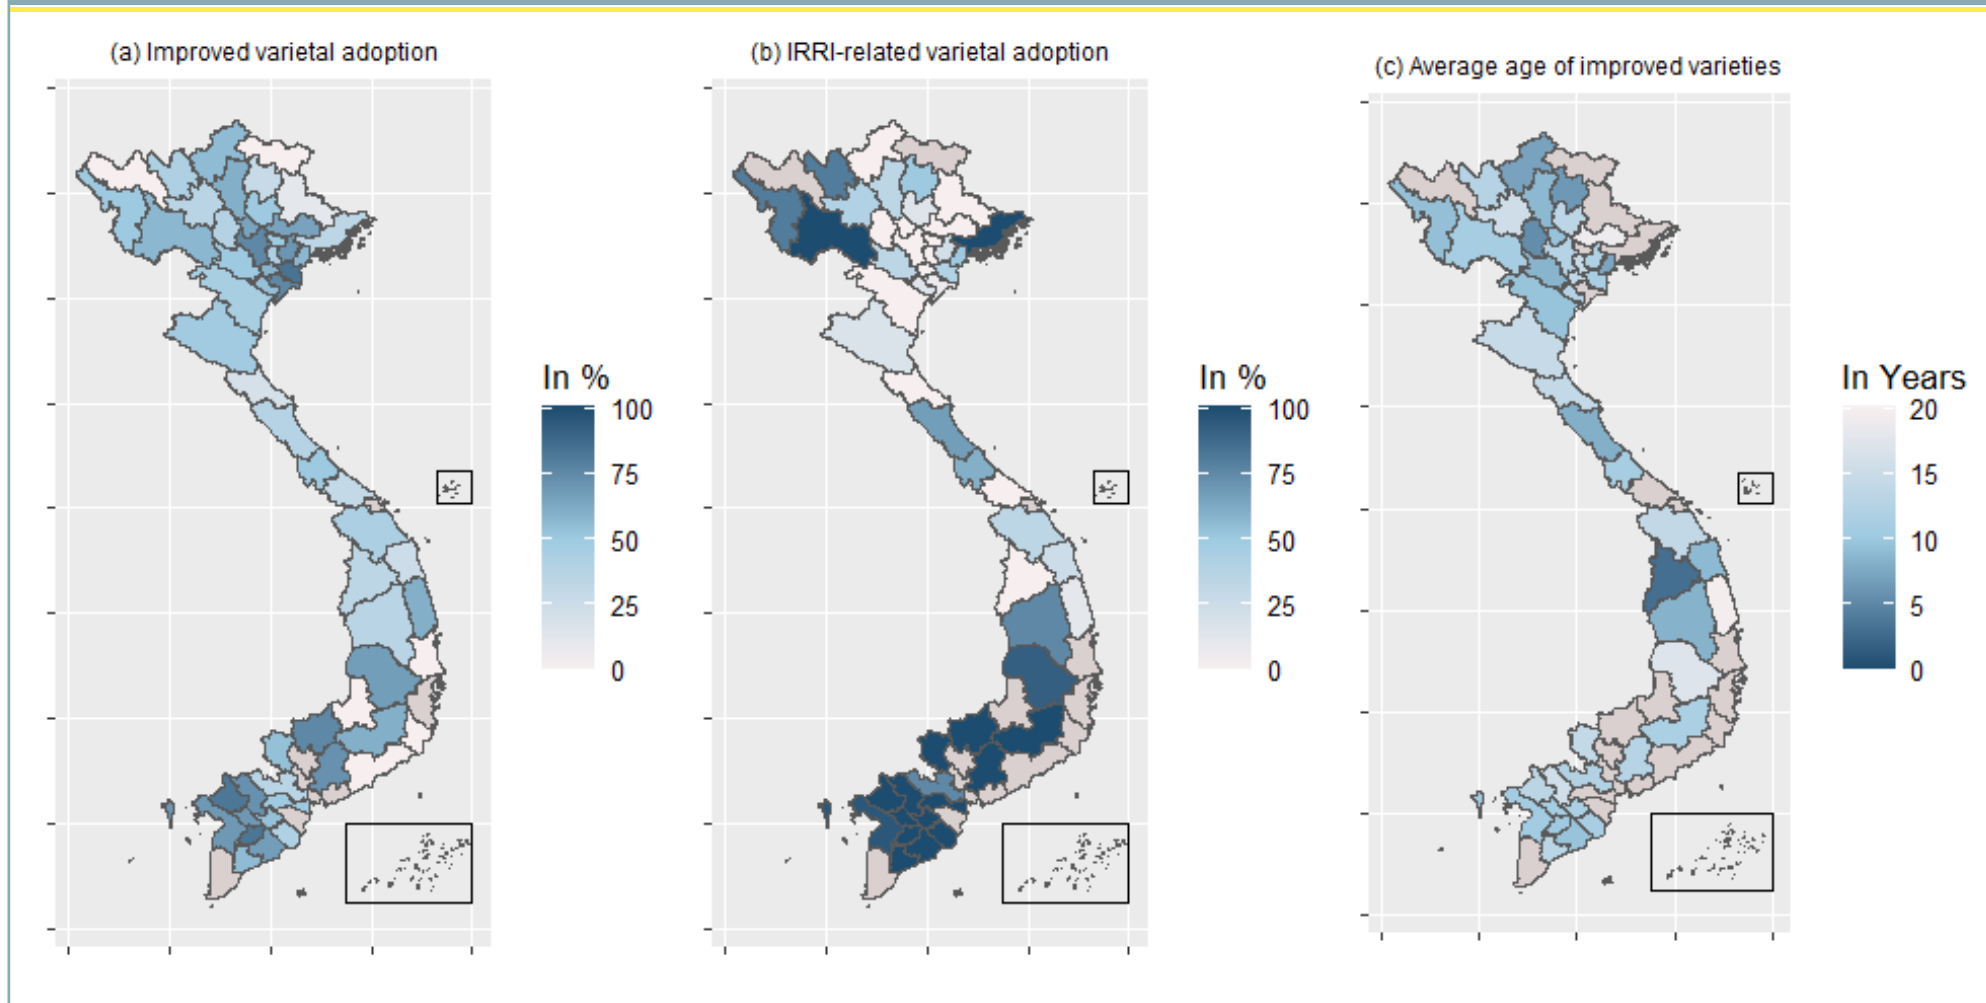 (a) Improved varietal adoption
(b) IRRI-related varietal adoption
(c) Average age of improved varieties
In %
100
75
50
25
0
In %
100
75
50
25
0
In Years
20
15
10
5
0